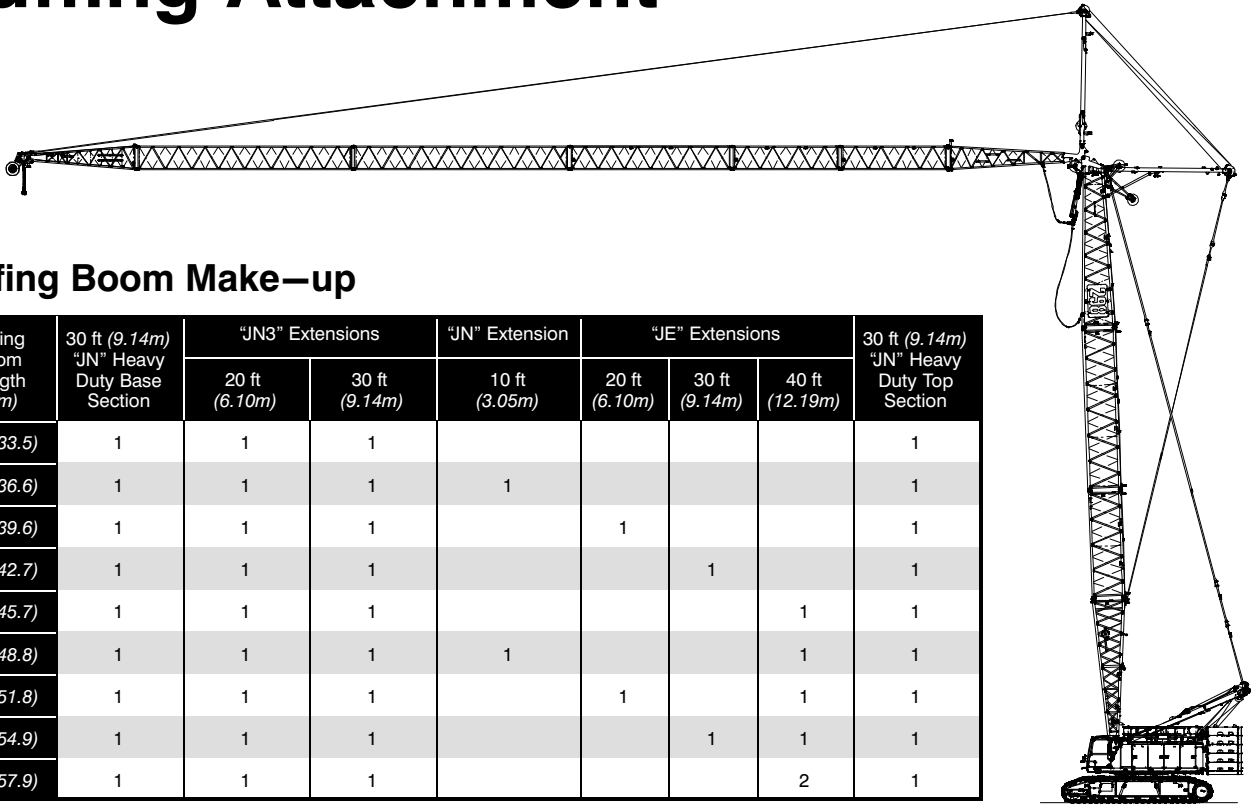 Attachment
298
fing Boom Make–up
ing
om
gth
m)
30 ft (9.14m)
“JN” Heavy
Duty Base
Section
“JN3” Extensions
20 ft
(6.10m)
30 ft
(9.14m)
“JN” Extension
10 ft
(3.05m)
“JE” Extensions
20 ft
(6.10m)
30 ft
(9.14m)
40 ft
(12.19m)
30 ft (9.14m)
“JN” Heavy
Duty Top
Section
33.5) 1 1 1 1
36.6) 1 1 1 1 1
39.6) 1 1 1 1 1
42.7) 1 1 1 1 1
45.7) 1 1 1 1 1
48.8) 1 1 1 1 1 1
51.8) 1 1 1 1 1 1
54.9) 1 1 1 1 1 1
57.9) 1 1 1 2 1